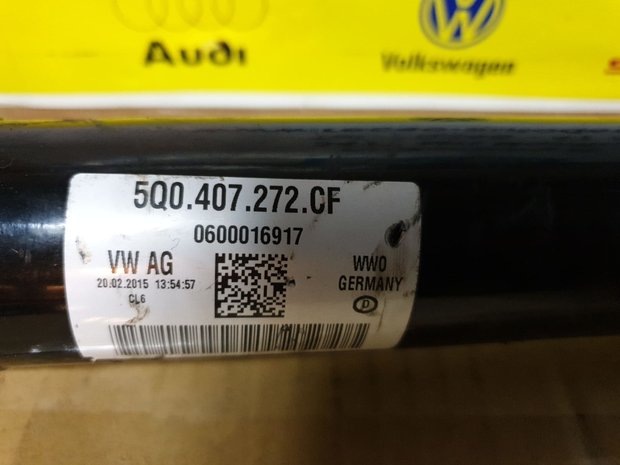 Audi
Volkswagen
5Q0.407.272.CF
0600016917
VW AG
20.02.2015 13:54:57
CL6
WWO
GERMANY
D